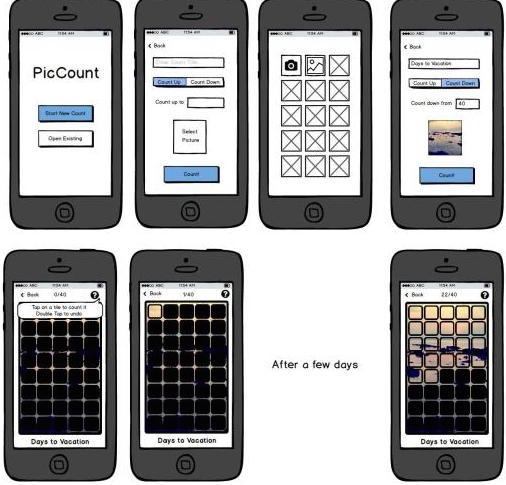 ●●●○○ ABC 11:54 AM
PicCount
Start New Count
Open Existing
●●●○○ ABC 11:54 AM
< Back
Enter Count Title
Count Up Count Down
Count up to
Select
Picture
Count!
●●●○○ ABC 11:54 AM
●●●○○ ABC 11:54 AM
< Back
Days to Vacation
Count Up Count Down
Count down from 40
Count!
●●●○○ ABC 11:54 AM
< Back 0/40 ?
Tap on a tile to count it
Double Tap to undo
Days to Vacation
●●●○○ ABC 11:54 AM
< Back 1/40 ?
Days to Vacation
After a few days
●●●○○ ABC 11:54 AM
< Back 22/40 ?
Days to Vacation